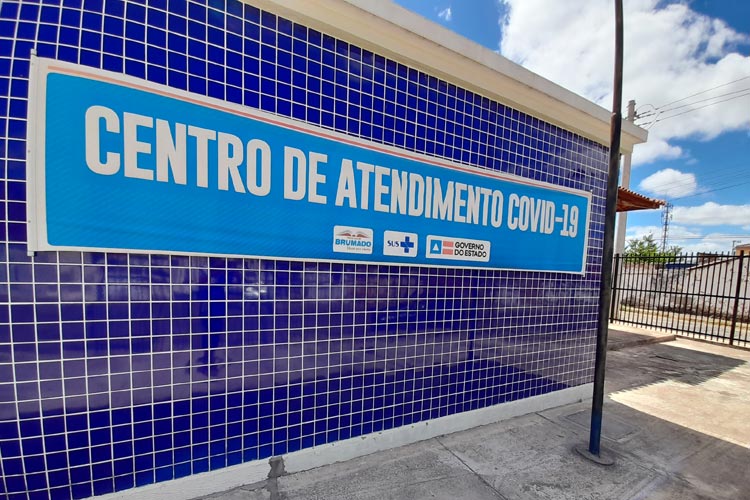 CENTRO DE ATENDIMENTO COVID-19
BRUMADO
SUS
GOVERNO
DO ESTADO